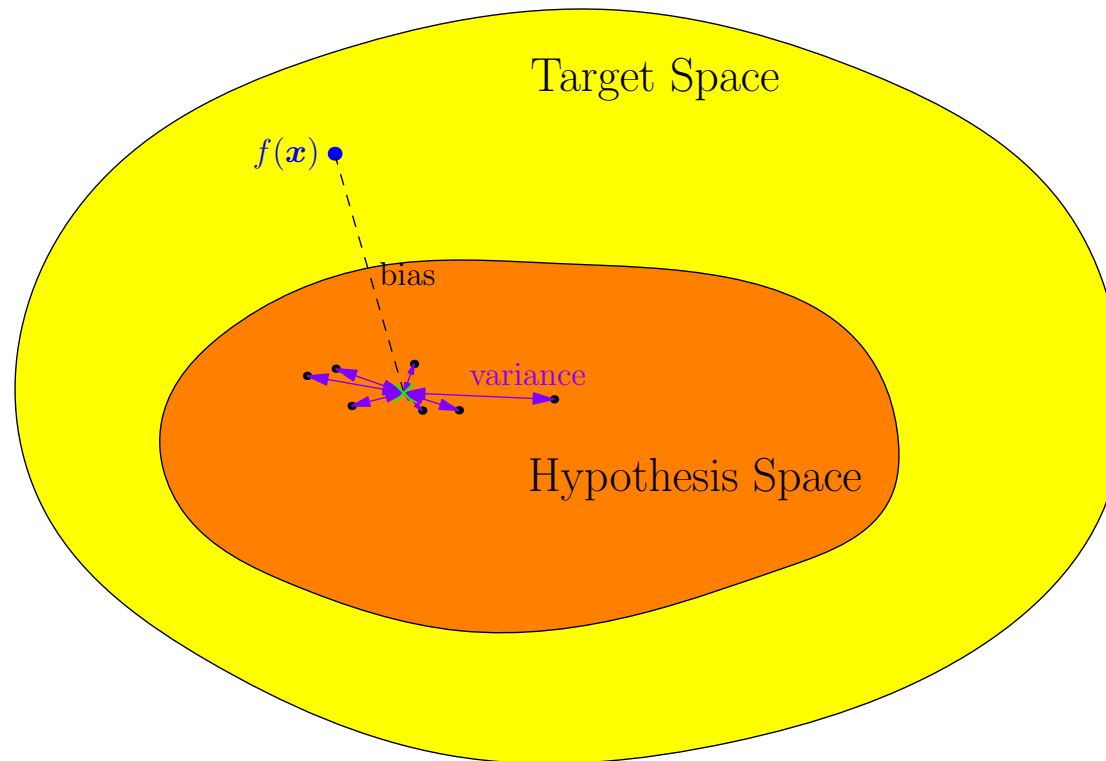 Target Space
f(x)
bias
variance
Hypothesis Space